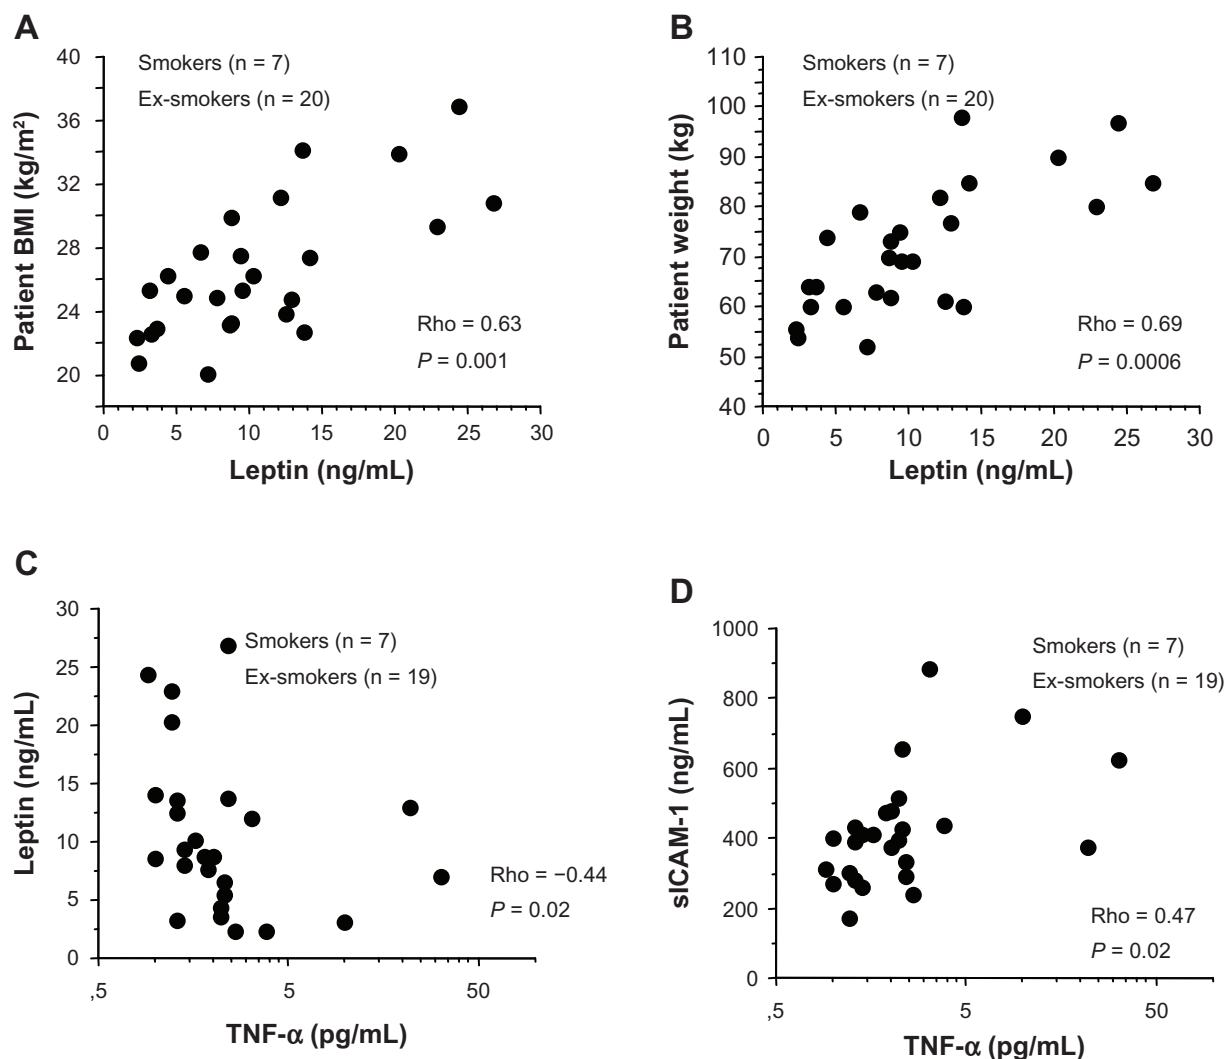 A
40
36
32
28
24
20
Patient BMI (kg/m²)
Smokers (n = 7)
Ex-smokers (n = 20)
Rho = 0.63
P = 0.001
0 5 10 15 20 25 30
Leptin (ng/mL)
B
110
100
90
80
70
60
50
40
Patient weight (kg)
Smokers (n = 7)
Ex-smokers (n = 20)
Rho = 0.69
P = 0.0006
0 5 10 15 20 25 30
Leptin (ng/mL)
C
30
25
20
15
10
5
0
Leptin (ng/mL)
Smokers (n = 7)
Ex-smokers (n = 19)
Rho = −0.44
P = 0.02
,5 5 50
TNF-α (pg/mL)
D
1000
800
600
400
200
0
sICAM-1 (ng/mL)
Smokers (n = 7)
Ex-smokers (n = 19)
Rho = 0.47
P = 0.02
,5 5 50
TNF-α (pg/mL)